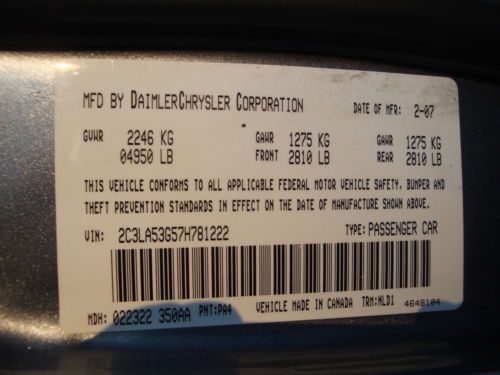 MFD BY DAIMLERCHRYSLER CORPORATION DATE OF MFR: 2-07
GVWR 2246 KG GAWR 1275 KG GAWR 1275 KG
04950 LB FRONT 2810 LB REAR 2810 LB
THIS VEHICLE CONFORMS TO ALL APPLICABLE FEDERAL MOTOR VEHICLE SAFETY, BUMPER AND
THEFT PREVENTION STANDARDS IN EFFECT ON THE DATE OF MANUFACTURE SHOWN ABOVE.
VIN: 2C3LA53G57H781222 TYPE: PASSENGER CAR
MDH: 022322 350AA PNT:PA4 VEHICLE MADE IN CANADA TRM:NLD1 4648104